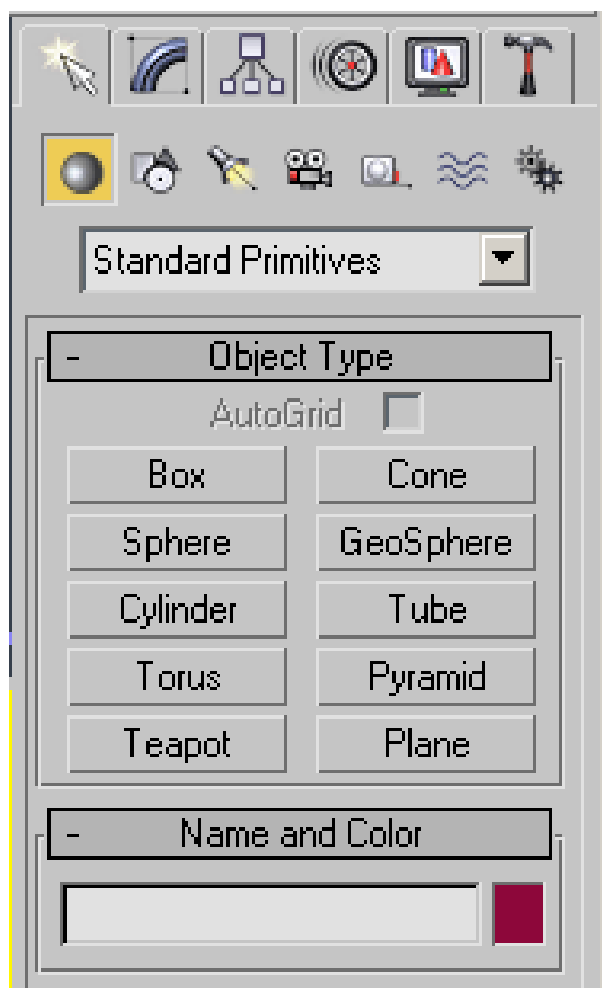 Standard Primitives
- Object Type
AutoGrid
Box Cone
Sphere GeoSphere
Cylinder Tube
Torus Pyramid
Teapot Plane
- Name and Color